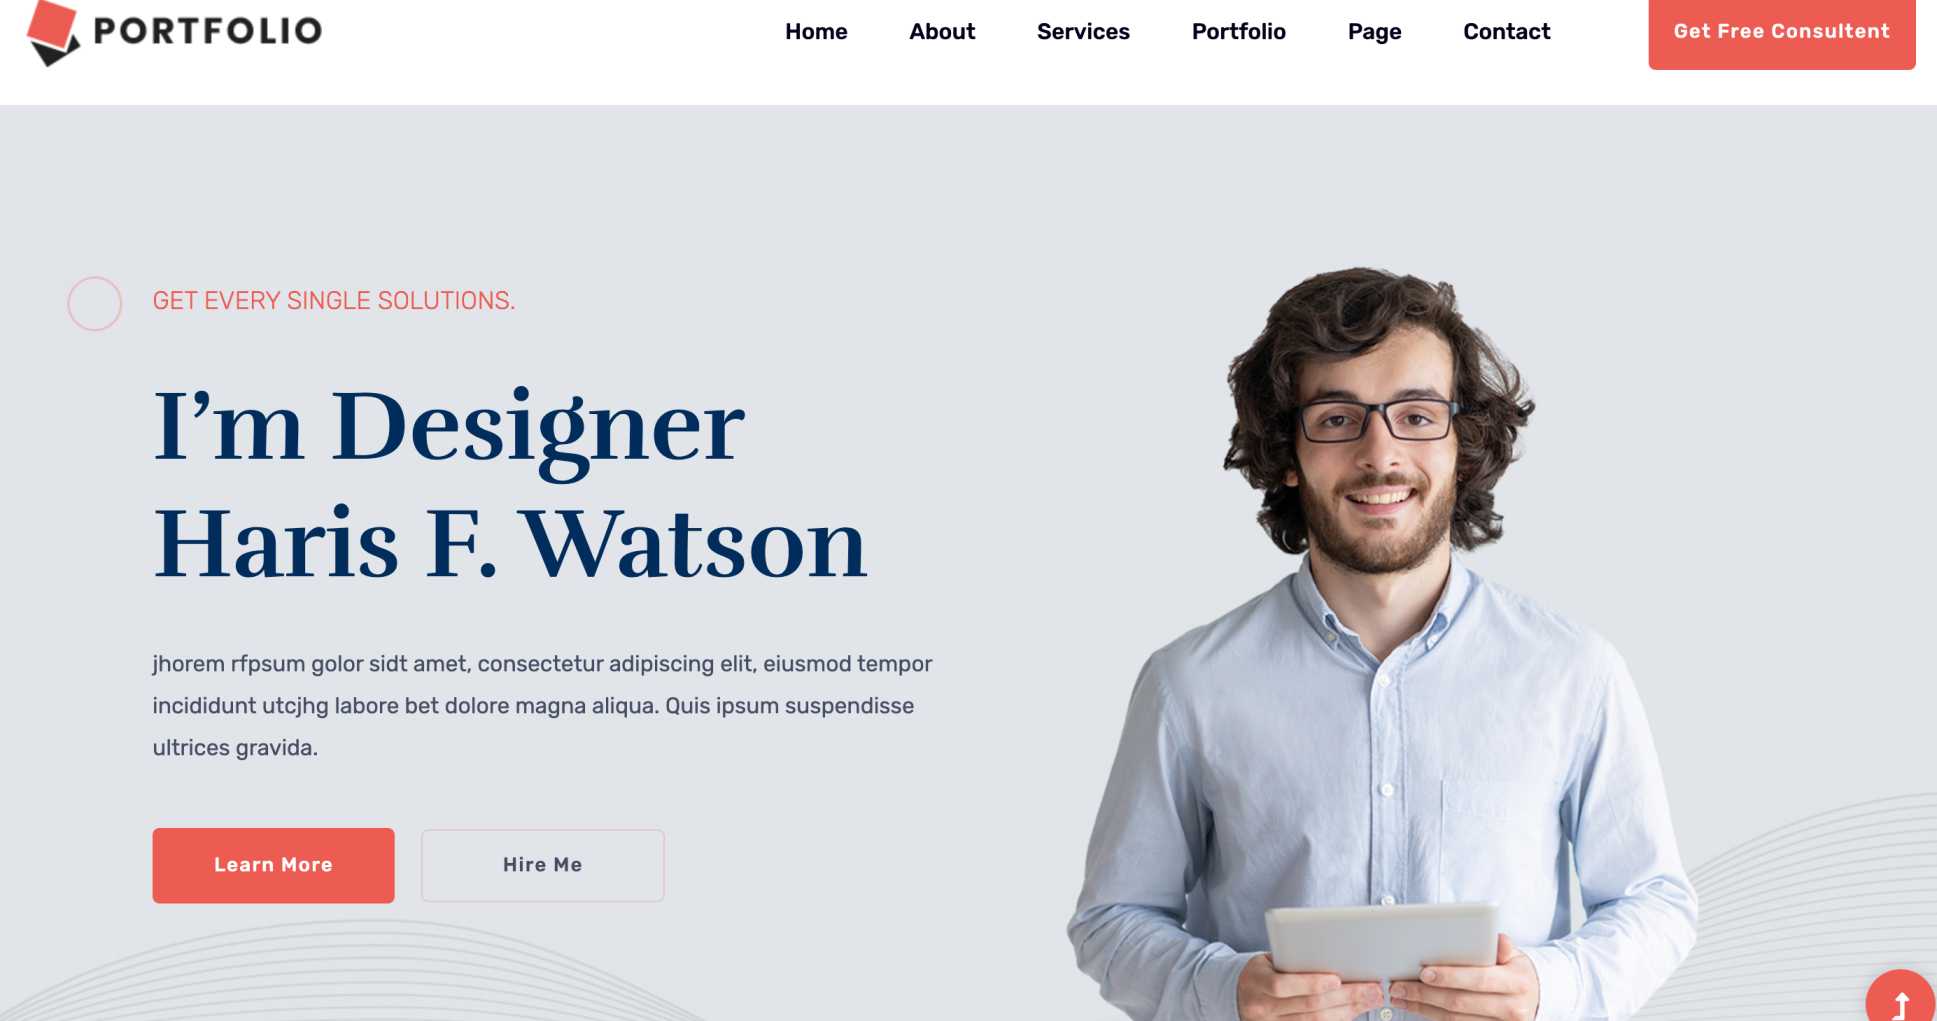 PORTFOLIO
Home About Services Portfolio Page Contact
Get Free Consultent
GET EVERY SINGLE SOLUTIONS.
I’m Designer
Haris F. Watson
jhorem rfpsum golor sidt amet, consectetur adipiscing elit, eiusmod tempor
incididunt utcjhg labore bet dolore magna aliqua. Quis ipsum suspendisse
ultrices gravida.
Learn More
Hire Me